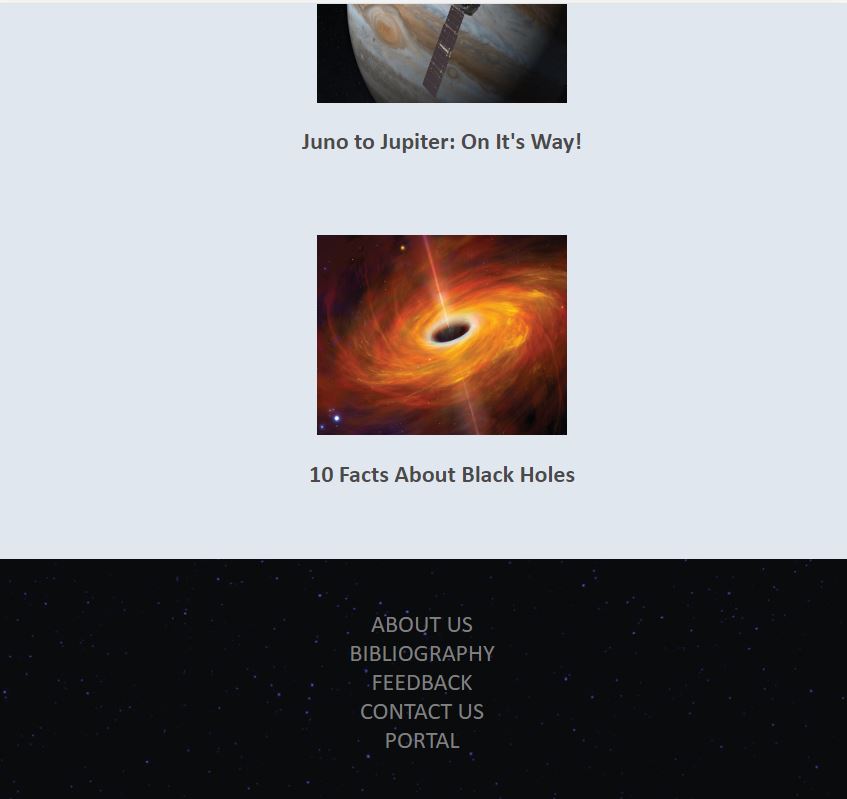 Juno to Jupiter: On It's Way!
10 Facts About Black Holes
ABOUT US
BIBLIOGRAPHY
FEEDBACK
CONTACT US
PORTAL